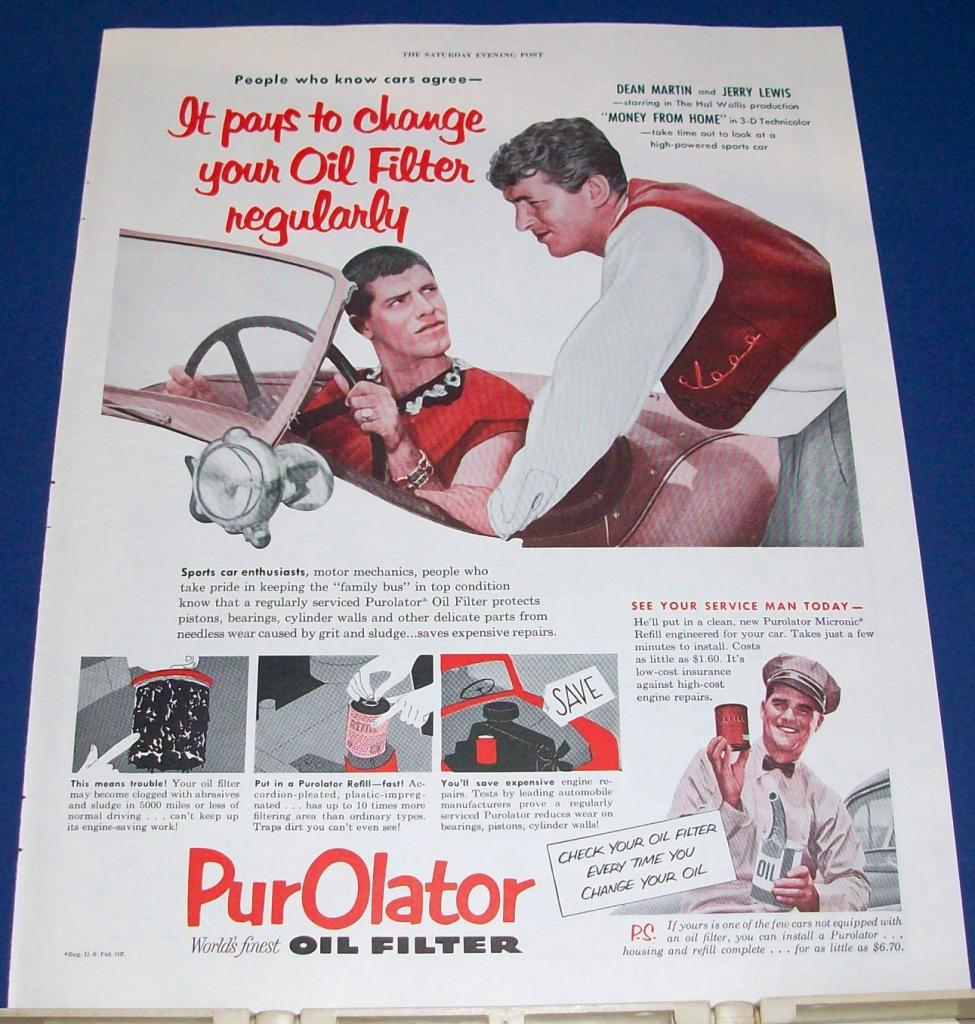 THE SATURDAY EVENING POST
People who know cars agree—
It pays to change
your Oil Filter
regularly
DEAN MARTIN and JERRY LEWIS
—starring in The Hal Wallis production
"MONEY FROM HOME" in 3-D Technicolor
—take time out to look at a
high-powered sports car
Sports car enthusiasts, motor mechanics, people who
take pride in keeping the "family bus" in top condition
know that a regularly serviced Purolator* Oil Filter protects
pistons, bearings, cylinder walls and other delicate parts from
needless wear caused by grit and sludge...saves expensive repairs.
SEE YOUR SERVICE MAN TODAY—
He'll put in a clean, new Purolator Micronic*
Refill engineered for your car. Takes just a few
minutes to install. Costs
as little as $1.60. It's
low-cost insurance
against high-cost
engine repairs.
REFILL
SAVE
This means trouble! Your oil filter
may become clogged with abrasives
and sludge in 5000 miles or less of
normal driving . . . can't keep up
its engine-saving work!
Put in a Purolator Refill—fast! Ac-
cordion-pleated, plastic-impreg-
nated . . . has up to 10 times more
filtering area than ordinary types.
Traps dirt you can't even see!
You'll save expensive engine re-
pairs. Tests by leading automobile
manufacturers prove a regularly
serviced Purolator reduces wear on
bearings, pistons, cylinder walls!
CHECK YOUR OIL FILTER
EVERY TIME YOU
CHANGE YOUR OIL
OIL
PurOlator
World's finest OIL FILTER
P.S. If yours is one of the few cars not equipped with
an oil filter, you can install a Purolator . . .
housing and refill complete . . . for as little as $6.70.
*Reg. U. S. Pat. Off.